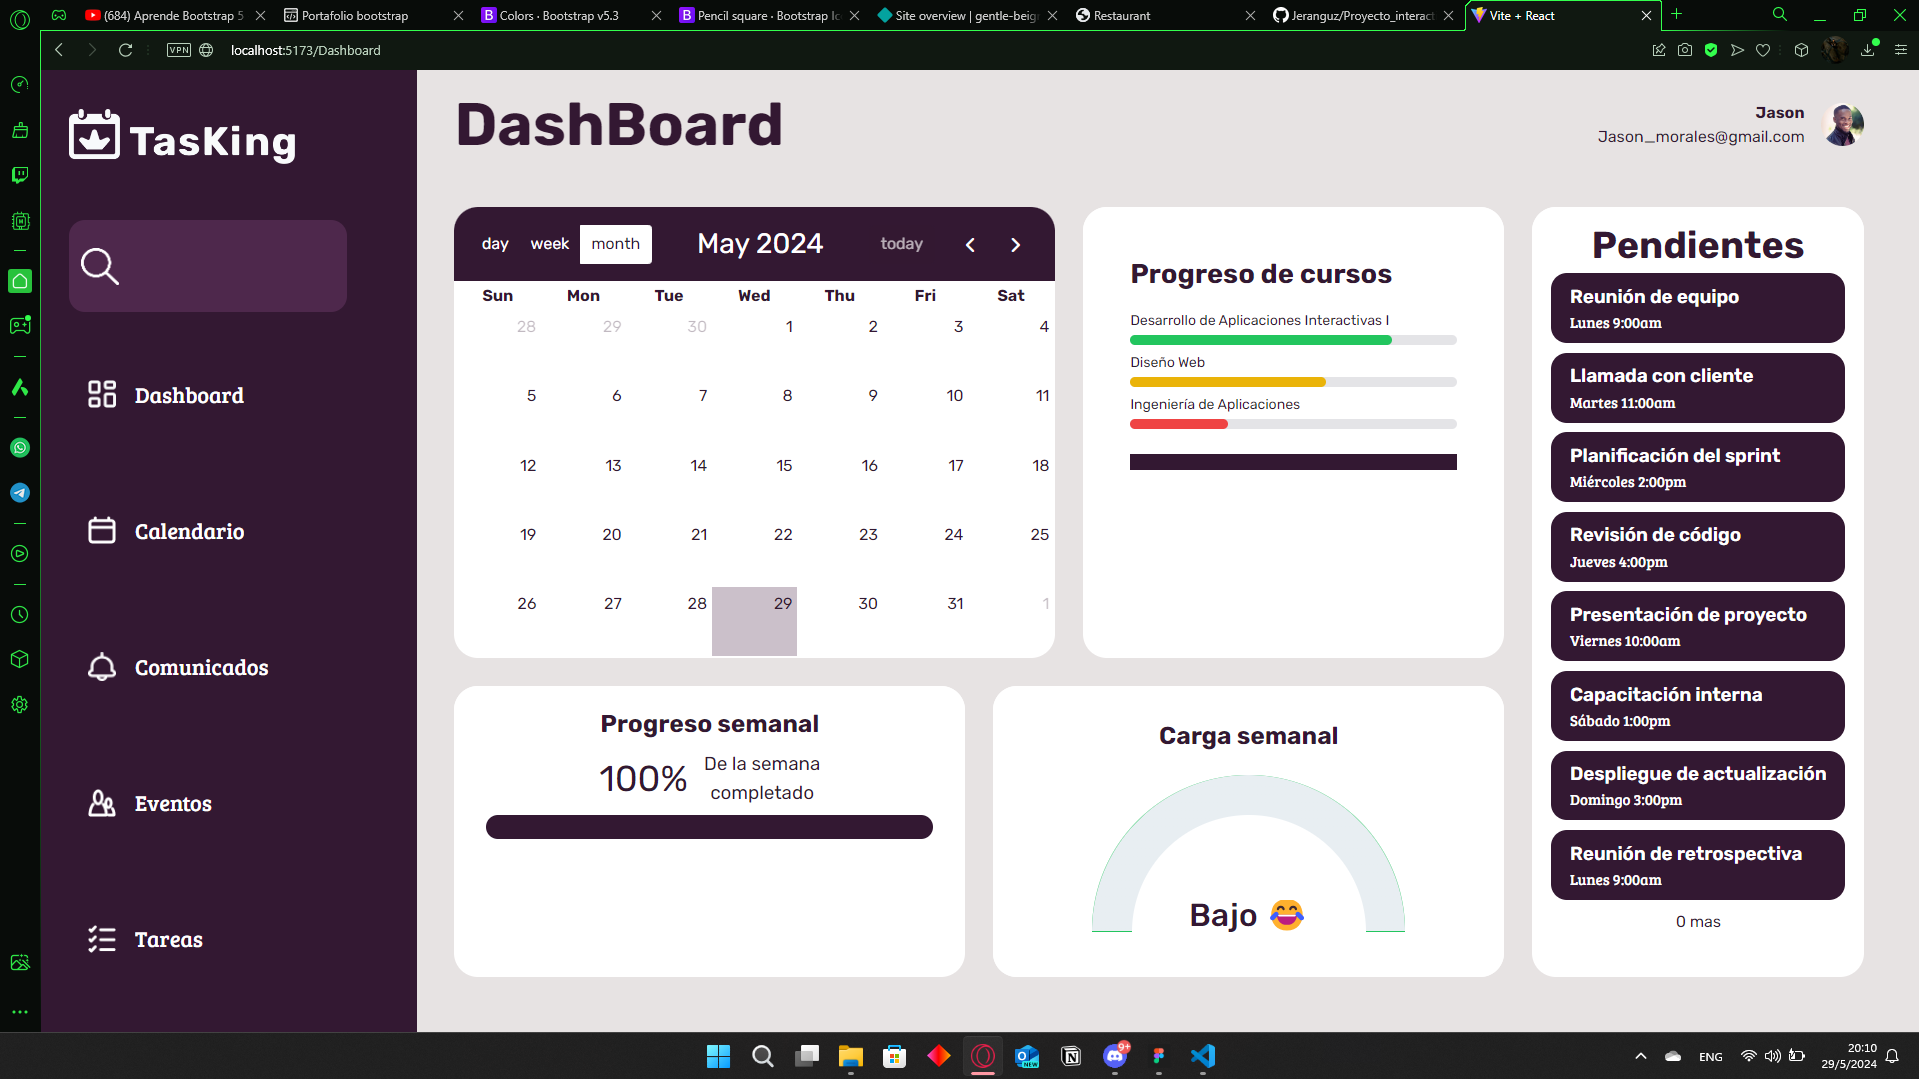 (684) Aprende Bootstrap 5
Portafolio bootstrap
Colors · Bootstrap v5.3
Pencil square · Bootstrap Ic
Site overview | gentle-beig
Restaurant
Jeranguz/Proyecto_interact
Vite + React
VPN
localhost:5173/Dashboard
TasKing
Dashboard
Calendario
Comunicados
Eventos
Tareas
DashBoard
Jason
Jason_morales@gmail.com
day week month May 2024 today
Sun Mon Tue Wed Thu Fri Sat
28 29 30 1 2 3 4
5 6 7 8 9 10 11
12 13 14 15 16 17 18
19 20 21 22 23 24 25
26 27 28 29 30 31 1
Progreso de cursos
Desarrollo de Aplicaciones Interactivas I
Diseño Web
Ingeniería de Aplicaciones
Progreso semanal
100%
De la semana
completado
Carga semanal
Bajo 😂
Pendientes
Reunión de equipo
Lunes 9:00am
Llamada con cliente
Martes 11:00am
Planificación del sprint
Miércoles 2:00pm
Revisión de código
Jueves 4:00pm
Presentación de proyecto
Viernes 10:00am
Capacitación interna
Sábado 1:00pm
Despliegue de actualización
Domingo 3:00pm
Reunión de retrospectiva
Lunes 9:00am
0 mas
NEW
9+
ENG
20:10
29/5/2024